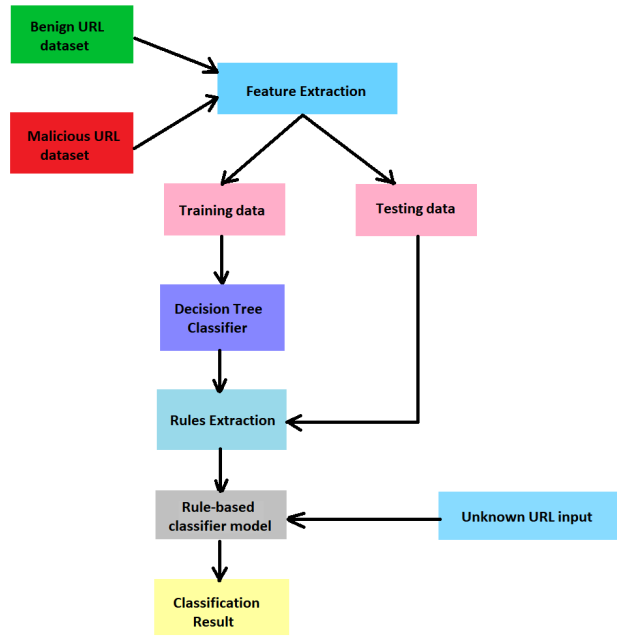 Benign URL
dataset
Feature Extraction
Malicious URL
dataset
Training data
Testing data
Decision Tree
Classifier
Rules Extraction
Rule-based
classifier model
Unknown URL input
Classification
Result